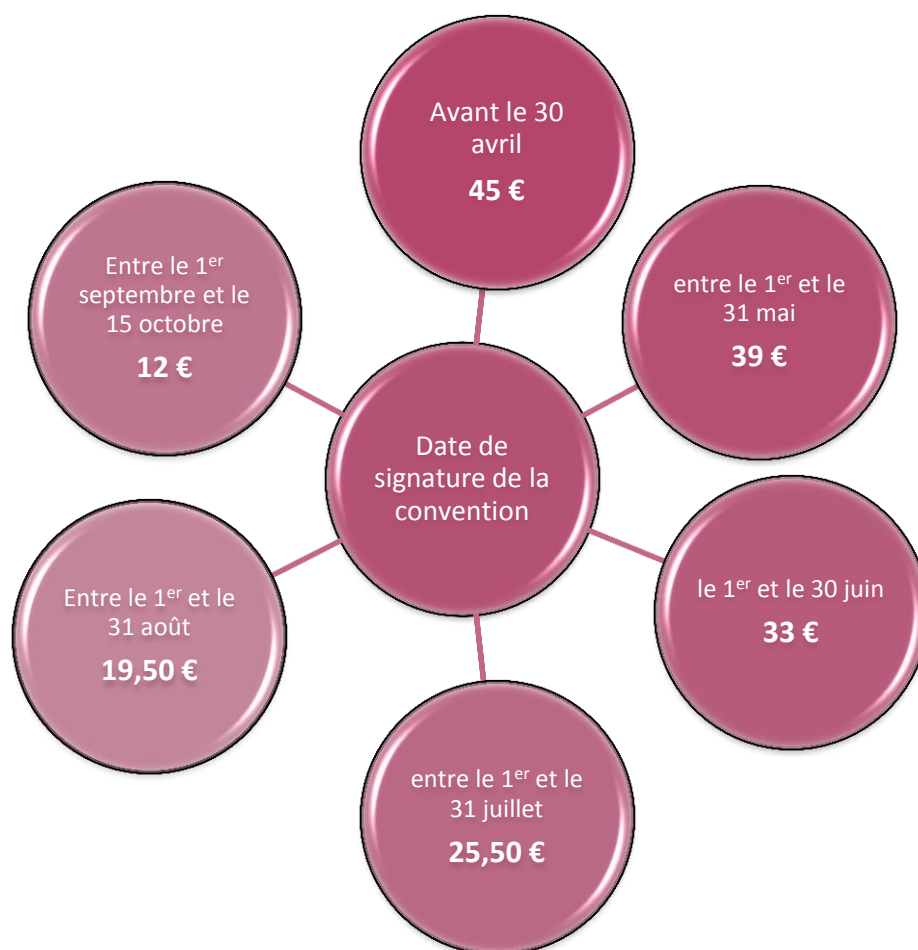 Avant le 30
avril
45 €
entre le 1er et le
31 mai
39 €
le 1er et le 30 juin
33 €
entre le 1er et le
31 juillet
25,50 €
Entre le 1er et le
31 août
19,50 €
Entre le 1er
septembre et le
15 octobre
12 €
Date de
signature de la
convention